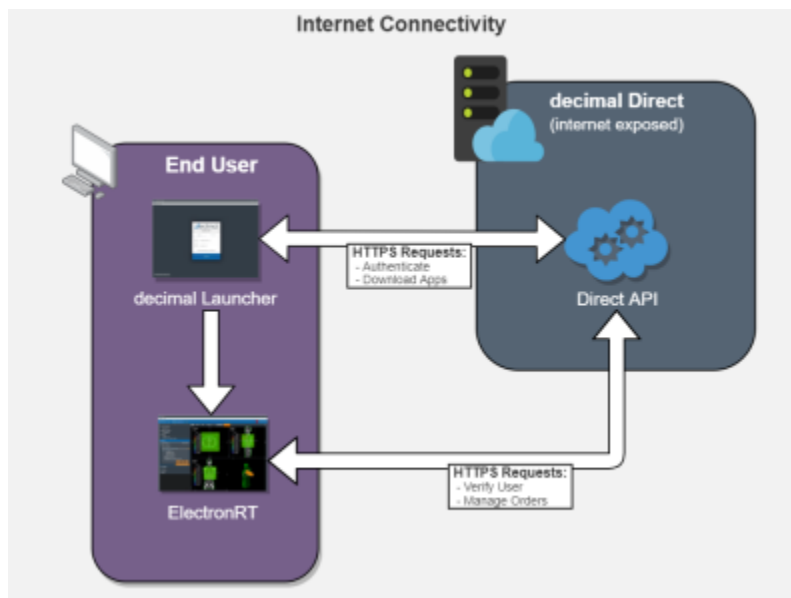 Internet Connectivity
decimal Direct
(internet exposed)
End User
HTTPS Requests:
- Authenticate
- Download Apps
decimal Launcher
Direct API
HTTPS Requests:
- Verify User
- Manage Orders
ElectronRT